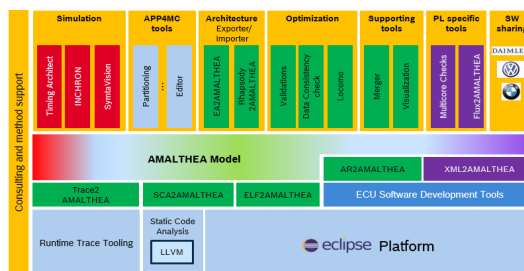 Simulation
APP4MC
tools
Architecture
Exporter/
Importer
Optimization
Supporting
tools
PL specific
tools
SW
sharing
Consulting and method support
Timing Architect
INCHRON
SymtaVision
Partitioning
...
Editor
EA2AMALTHEA
Rhapsody
2AMALTHEA
Validations
Data Consistency
check
Locomo
Merger
Visualization
Multicore Checks
Flux2AMALTHEA
DAIMLER
AMALTHEA Model
AR2AMALTHEA
XML2AMALTHEA
Trace2
AMALTHEA
SCA2AMALTHEA
ELF2AMALTHEA
ECU Software Development Tools
Runtime Trace Tooling
Static Code
Analysis
LLVM
eclipse Platform